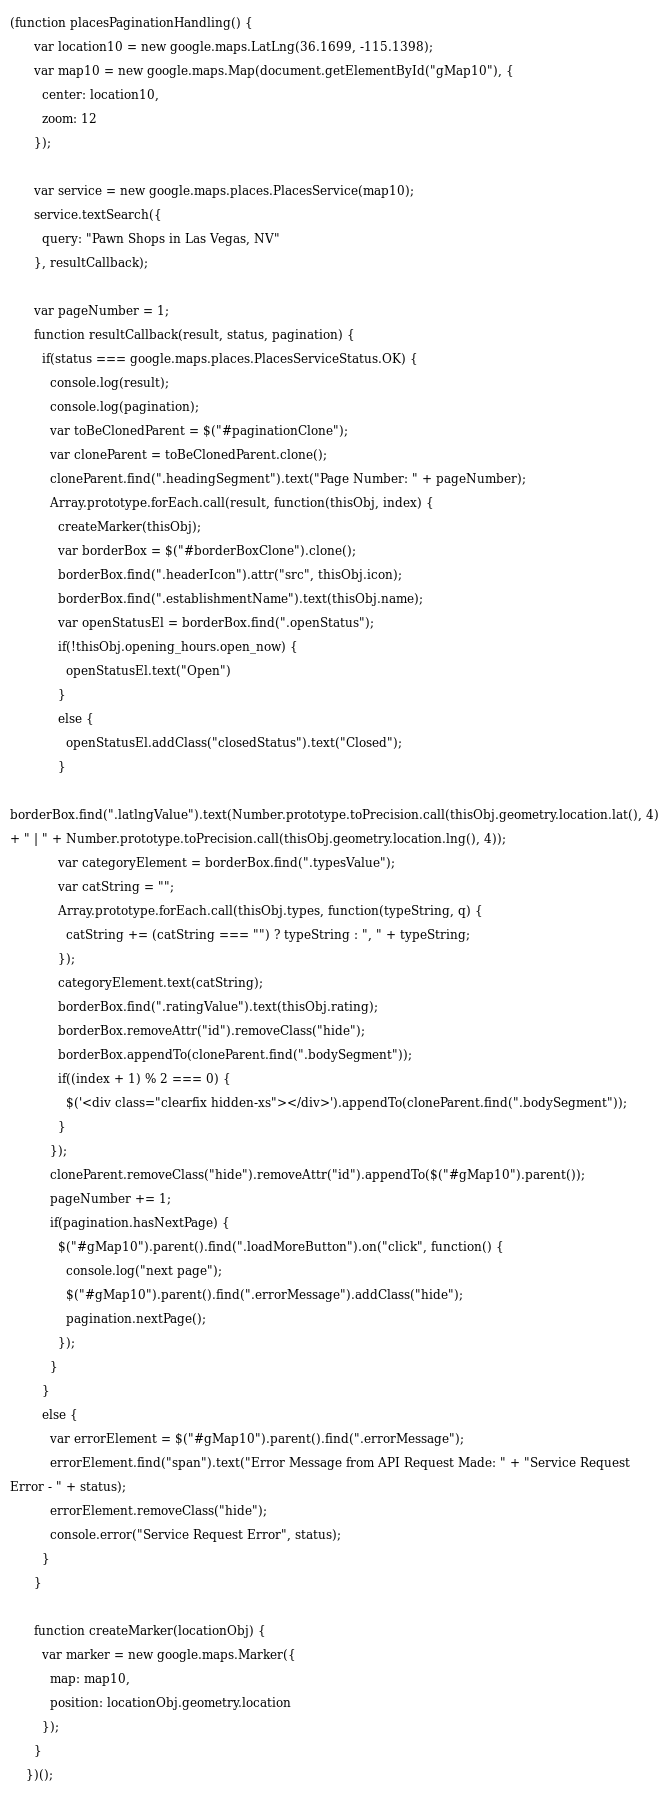 (function placesPaginationHandling() {
      var location10 = new google.maps.LatLng(36.1699, -115.1398);
      var map10 = new google.maps.Map(document.getElementById("gMap10"), {
        center: location10,
        zoom: 12
      });

      var service = new google.maps.places.PlacesService(map10);
      service.textSearch({
        query: "Pawn Shops in Las Vegas, NV"
      }, resultCallback);

      var pageNumber = 1;
      function resultCallback(result, status, pagination) {
        if(status === google.maps.places.PlacesServiceStatus.OK) {
          console.log(result);
          console.log(pagination);
          var toBeClonedParent = $("#paginationClone");
          var cloneParent = toBeClonedParent.clone();
          cloneParent.find(".headingSegment").text("Page Number: " + pageNumber);
          Array.prototype.forEach.call(result, function(thisObj, index) {
            createMarker(thisObj);
            var borderBox = $("#borderBoxClone").clone();
            borderBox.find(".headerIcon").attr("src", thisObj.icon);
            borderBox.find(".establishmentName").text(thisObj.name);
            var openStatusEl = borderBox.find(".openStatus");
            if(!thisObj.opening_hours.open_now) {
              openStatusEl.text("Open")
            }
            else {
              openStatusEl.addClass("closedStatus").text("Closed");
            }

borderBox.find(".latlngValue").text(Number.prototype.toPrecision.call(thisObj.geometry.location.lat(), 4)
+ " | " + Number.prototype.toPrecision.call(thisObj.geometry.location.lng(), 4));
            var categoryElement = borderBox.find(".typesValue");
            var catString = "";
            Array.prototype.forEach.call(thisObj.types, function(typeString, q) {
              catString += (catString === "") ? typeString : ", " + typeString;
            });
            categoryElement.text(catString);
            borderBox.find(".ratingValue").text(thisObj.rating);
            borderBox.removeAttr("id").removeClass("hide");
            borderBox.appendTo(cloneParent.find(".bodySegment"));
            if((index + 1) % 2 === 0) {
              $('<div class="clearfix hidden-xs"></div>').appendTo(cloneParent.find(".bodySegment"));
            }
          });
          cloneParent.removeClass("hide").removeAttr("id").appendTo($("#gMap10").parent());
          pageNumber += 1;
          if(pagination.hasNextPage) {
            $("#gMap10").parent().find(".loadMoreButton").on("click", function() {
              console.log("next page");
              $("#gMap10").parent().find(".errorMessage").addClass("hide");
              pagination.nextPage();
            });
          }
        }
        else {
          var errorElement = $("#gMap10").parent().find(".errorMessage");
          errorElement.find("span").text("Error Message from API Request Made: " + "Service Request
Error - " + status);
          errorElement.removeClass("hide");
          console.error("Service Request Error", status);
        }
      }

      function createMarker(locationObj) {
        var marker = new google.maps.Marker({
          map: map10,
          position: locationObj.geometry.location
        });
      }
    })();